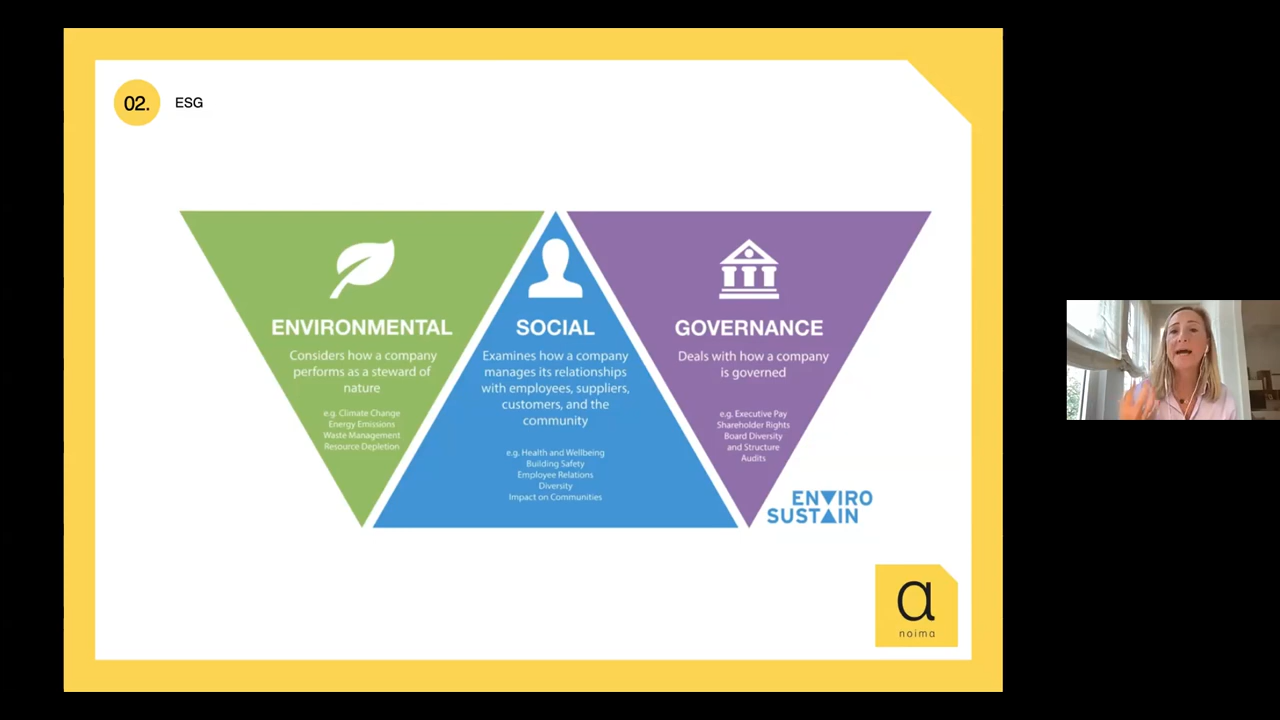 02.
ESG
ENVIRONMENTAL
Considers how a company
performs as a steward of
nature
e.g. Climate Change
Energy Emissions
Waste Management
Resource Depletion
SOCIAL
Examines how a company
manages its relationships
with employees, suppliers,
customers, and the
community
e.g. Health and Wellbeing
Building Safety
Employee Relations
Diversity
Impact on Communities
GOVERNANCE
Deals with how a company
is governed
e.g. Executive Pay
Shareholder Rights
Board Diversity
and Structure
Audits
ENVIRO
SUSTAIN
a
noima